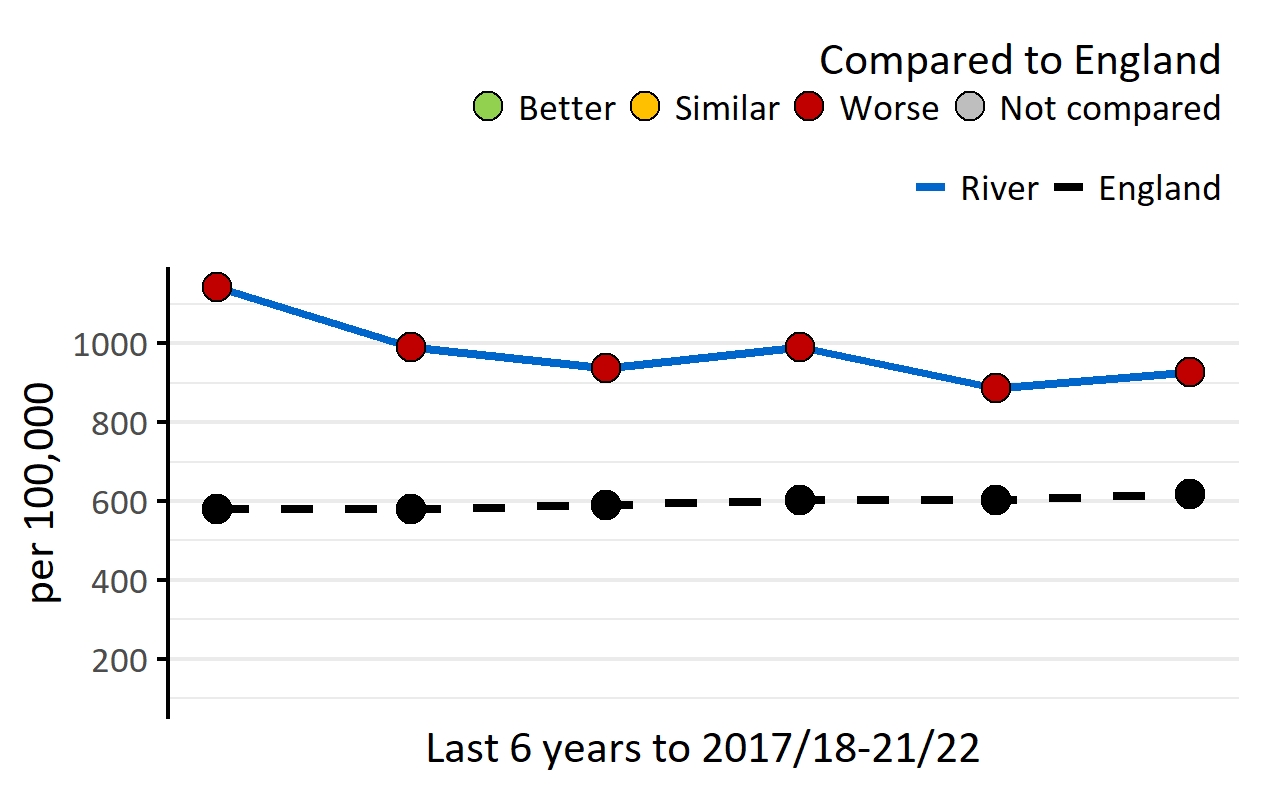 Compared to England
Better Similar Worse Not compared
River England
per 100,000
1000
800
600
400
200
Last 6 years to 2017/18-21/22